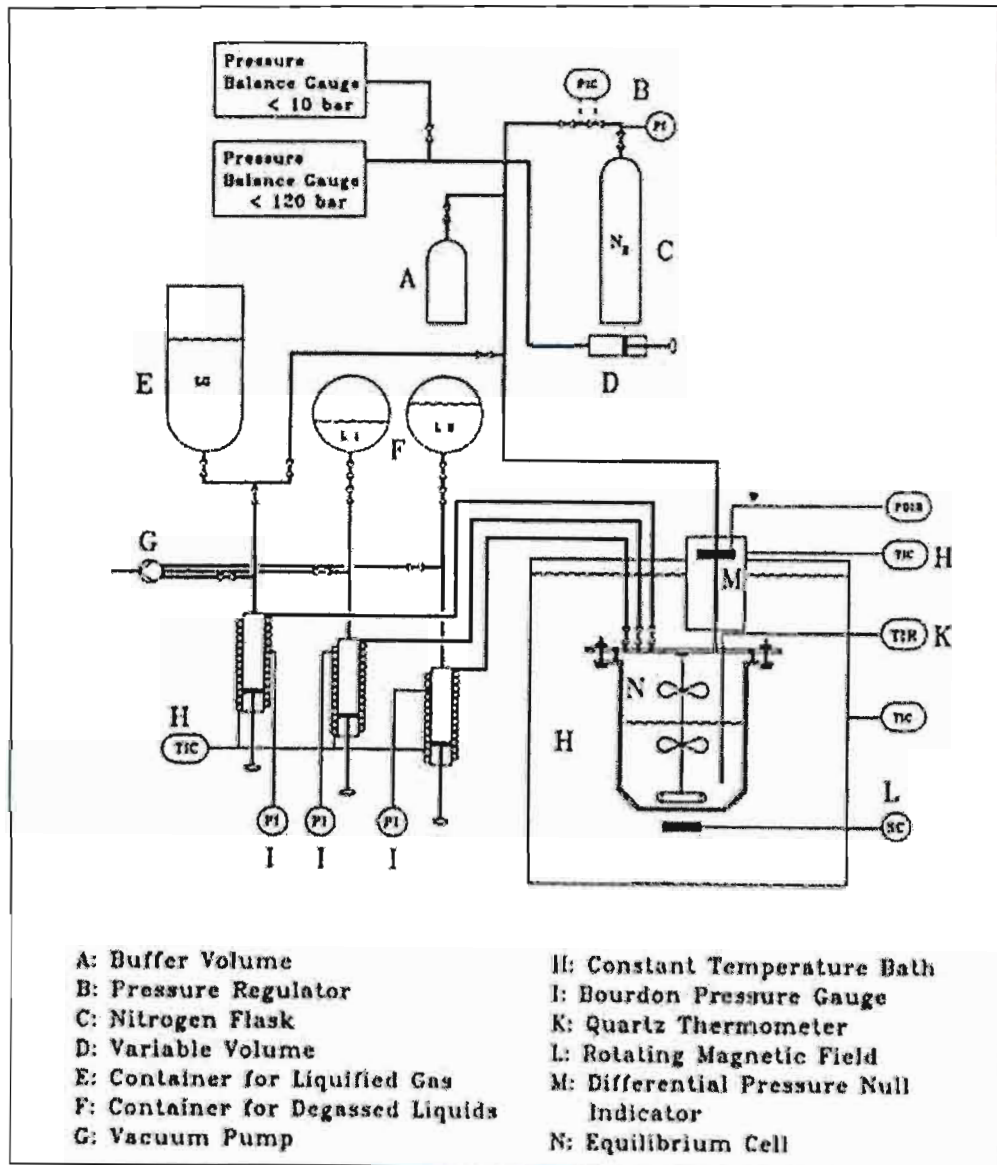 Pressure
Balance Gauge
< 10 bar
PIC
B
PI
Pressure
Balance Gauge
< 120 bar
N2
C
A
LG
E
D
L 1
F
L 2
PDIR
G
TIC
H
M
TIR
K
N
H
TIC
H
TIC
L
PI
PI
PI
SC
I
I
I
A: Buffer Volume
B: Pressure Regulator
C: Nitrogen Flask
D: Variable Volume
E: Container for Liquified Gas
F: Container for Degassed Liquids
G: Vacuum Pump
H: Constant Temperature Bath
I: Bourdon Pressure Gauge
K: Quartz Thermometer
L: Rotating Magnetic Field
M: Differential Pressure Null
Indicator
N: Equilibrium Cell